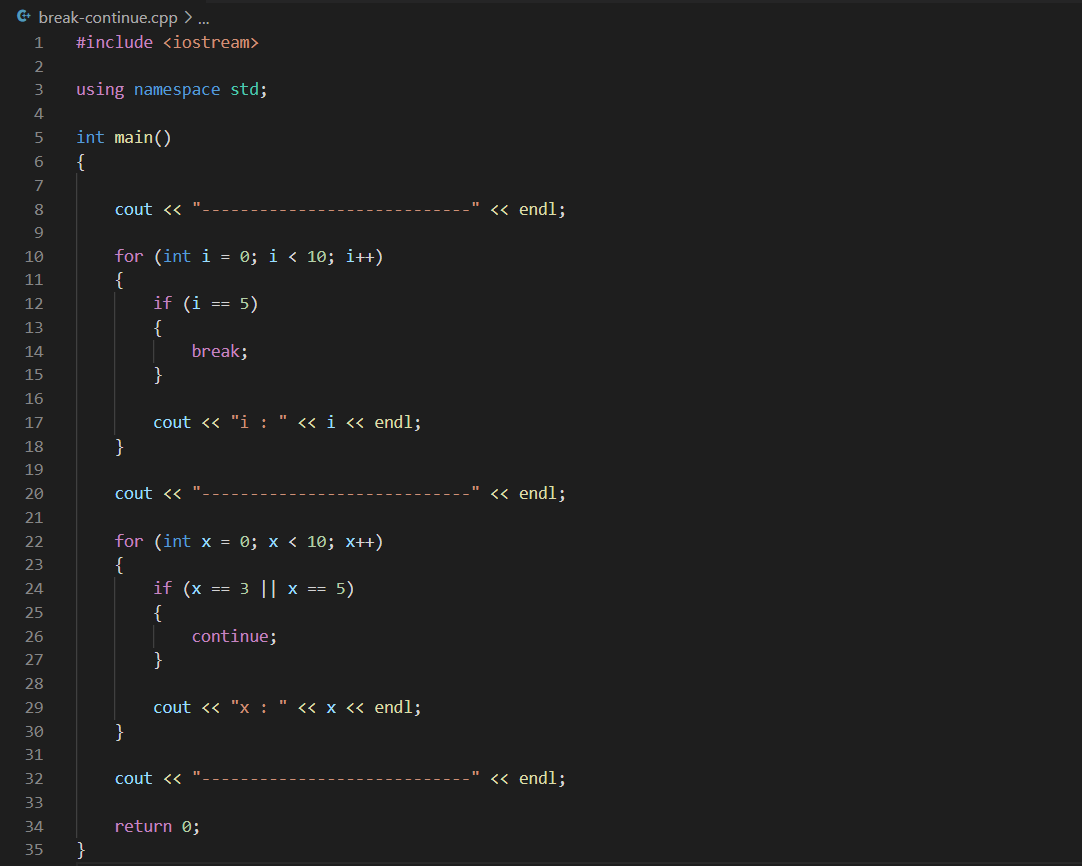 break-continue.cpp > ...
1 #include <iostream>
2
3 using namespace std;
4
5 int main()
6 {
7
8     cout << "----------------------------" << endl;
9
10     for (int i = 0; i < 10; i++)
11     {
12         if (i == 5)
13         {
14             break;
15         }
16
17         cout << "i : " << i << endl;
18     }
19
20     cout << "----------------------------" << endl;
21
22     for (int x = 0; x < 10; x++)
23     {
24         if (x == 3 || x == 5)
25         {
26             continue;
27         }
28
29         cout << "x : " << x << endl;
30     }
31
32     cout << "----------------------------" << endl;
33
34     return 0;
35 }